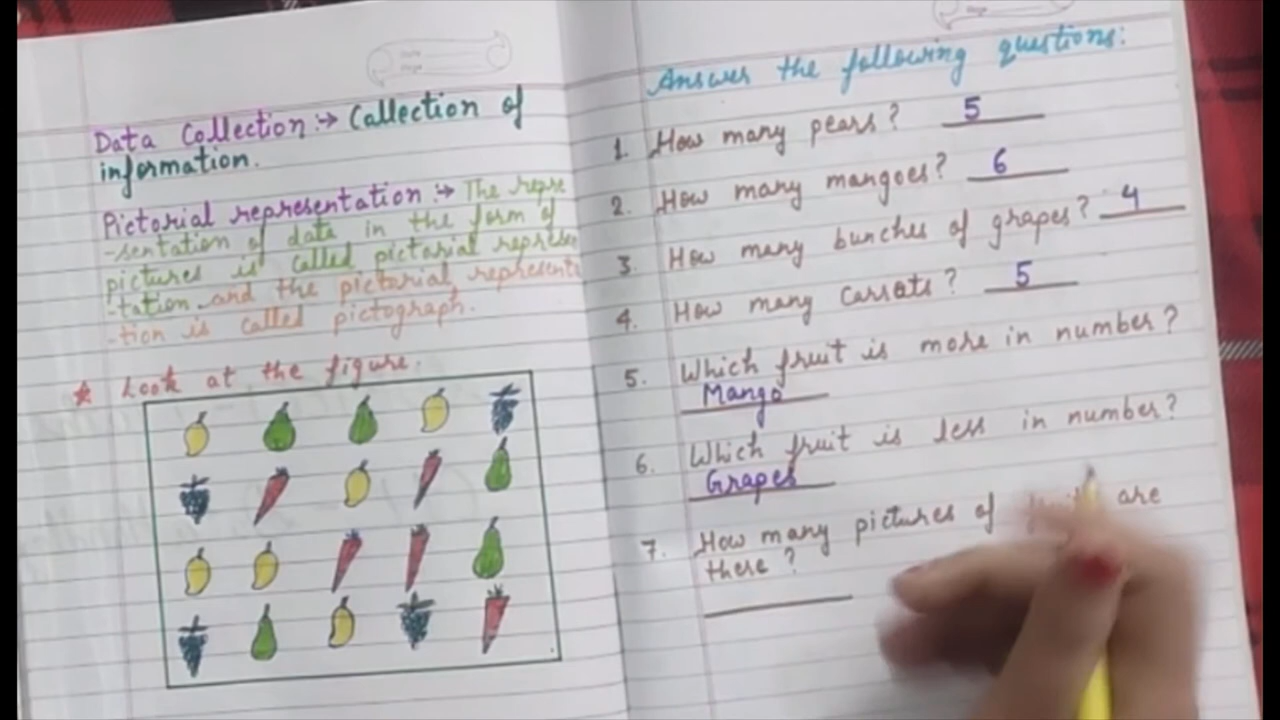 Data Collection :→ Collection of
information.
Pictorial representation :→ The repre
-sentation of data in the form of
pictures is called pictorial represen
-tation and the pictorial representa
-tion is called pictograph.
★ Look at the figure.
Answer the following questions:
1. How many pears? 5
2. How many mangoes? 6
3. How many bunches of grapes? 4
4. How many carrots? 5
5. Which fruit is more in number?
Mango
6. Which fruit is less in number?
Grapes
7. How many pictures of are
there?